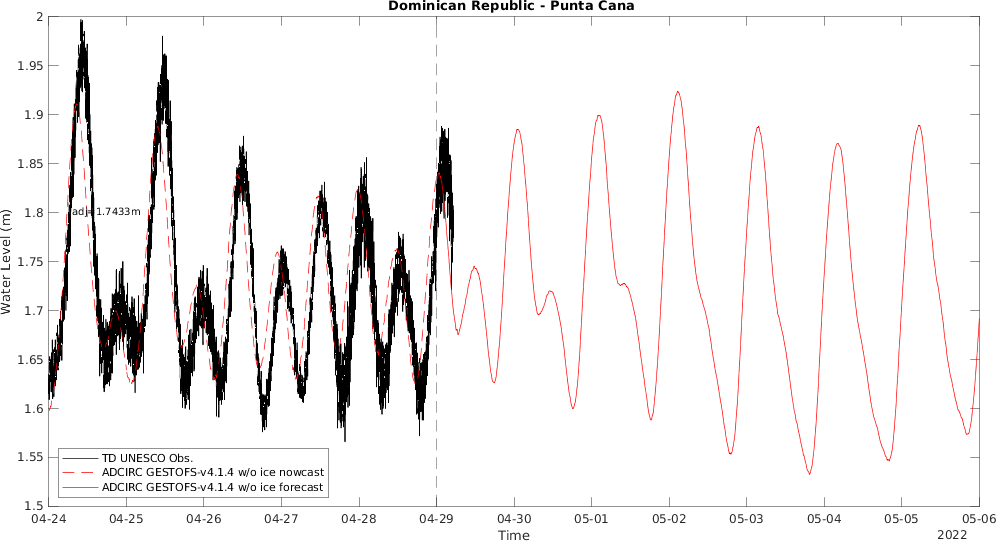 Dominican Republic - Punta Cana
2
1.95
1.9
1.85
1.8
1.75
1.7
1.65
1.6
1.55
1.5
Water Level (m)
adj= 1.7433m
TD UNESCO Obs.
ADCIRC GESTOFS-v4.1.4 w/o ice nowcast
ADCIRC GESTOFS-v4.1.4 w/o ice forecast
04-24 04-25 04-26 04-27 04-28 04-29 04-30 05-01 05-02 05-03 05-04 05-05 05-06
Time
2022